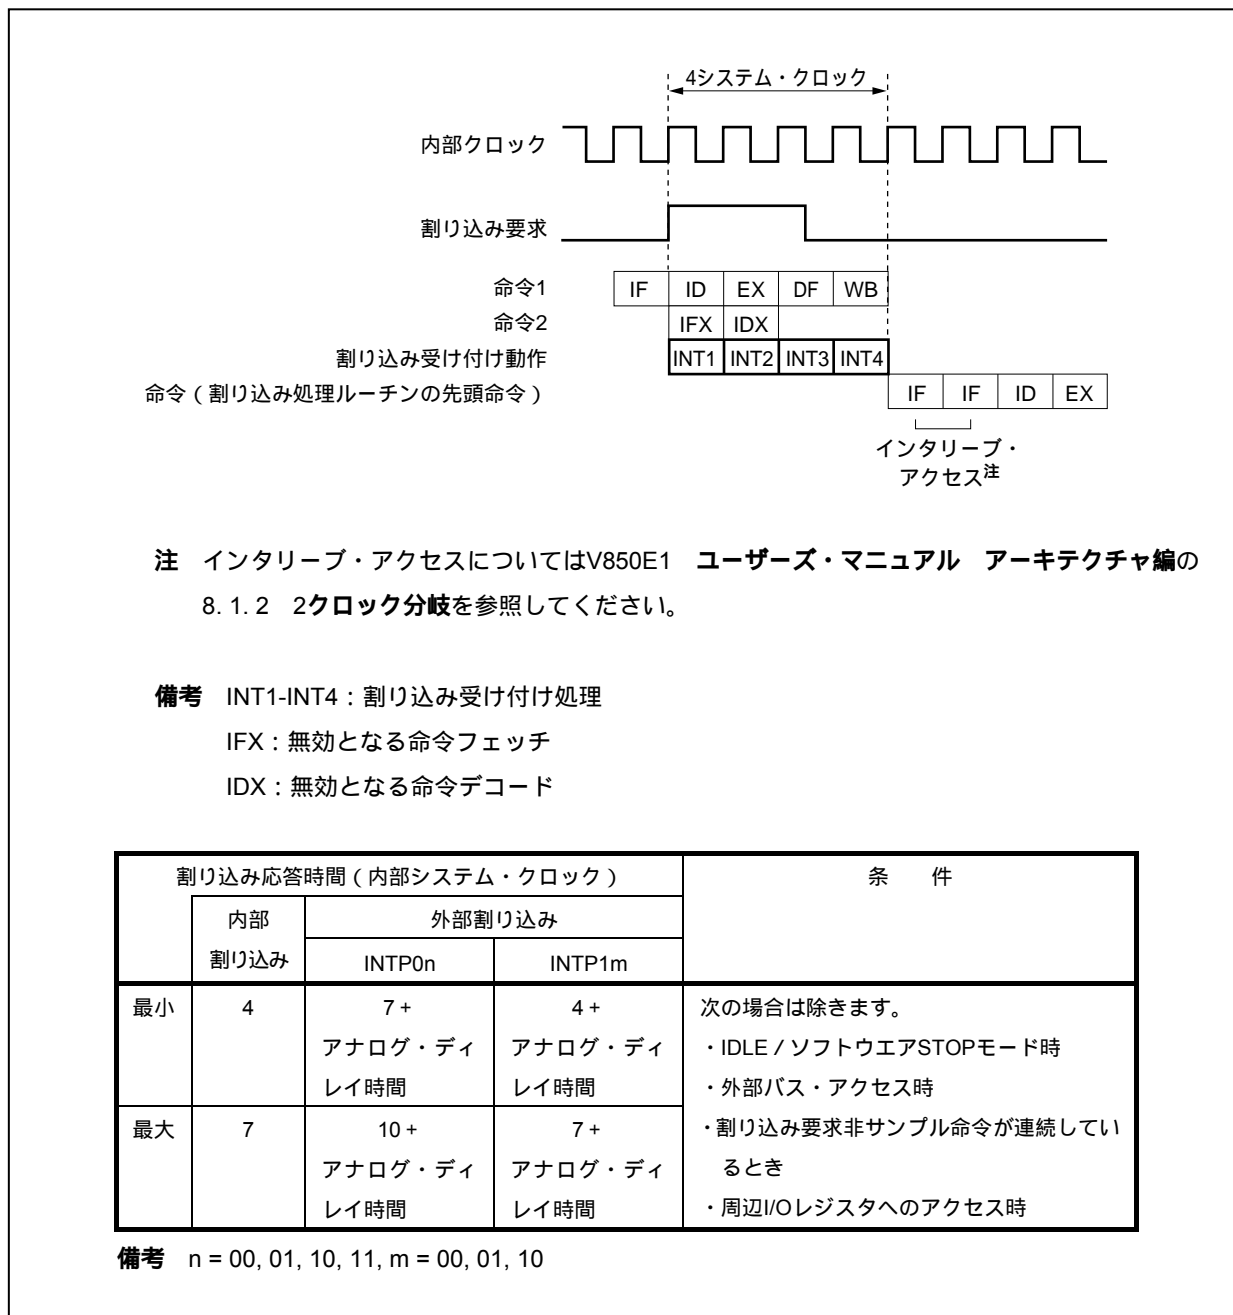 4システム・クロック
内部クロック
割り込み要求
命令1 IF ID EX DF WB
命令2 IFX IDX
割り込み受け付け動作 INT1 INT2 INT3 INT4
命令（割り込み処理ルーチンの先頭命令） IF IF ID EX
インタリーブ・
アクセス注
注 インタリーブ・アクセスについてはV850E1 ユーザーズ・マニュアル アーキテクチャ編の
8. 1. 2 2クロック分岐を参照してください。
備考 INT1-INT4：割り込み受け付け処理
IFX：無効となる命令フェッチ
IDX：無効となる命令デコード
割り込み応答時間（内部システム・クロック） 条 件
内部 外部割り込み
割り込み INTP0n INTP1m
最小 4 7＋ 4＋ 次の場合は除きます。
アナログ・ディ アナログ・ディ ・IDLE／ソフトウエアSTOPモード時
レイ時間 レイ時間 ・外部バス・アクセス時
最大 7 10＋ 7＋ ・割り込み要求非サンプル命令が連続してい
アナログ・ディ アナログ・ディ るとき
レイ時間 レイ時間 ・周辺I/Oレジスタへのアクセス時
備考 n = 00, 01, 10, 11, m = 00, 01, 10